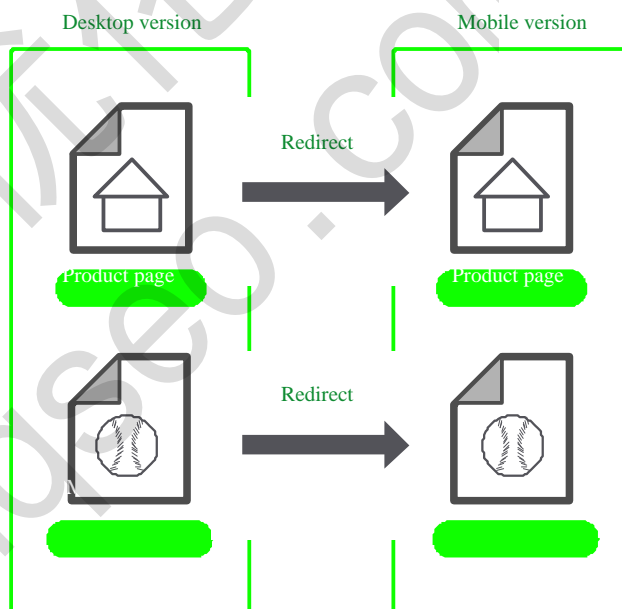 Desktop version
Mobile version
Redirect
Product page
Product page
Redirect